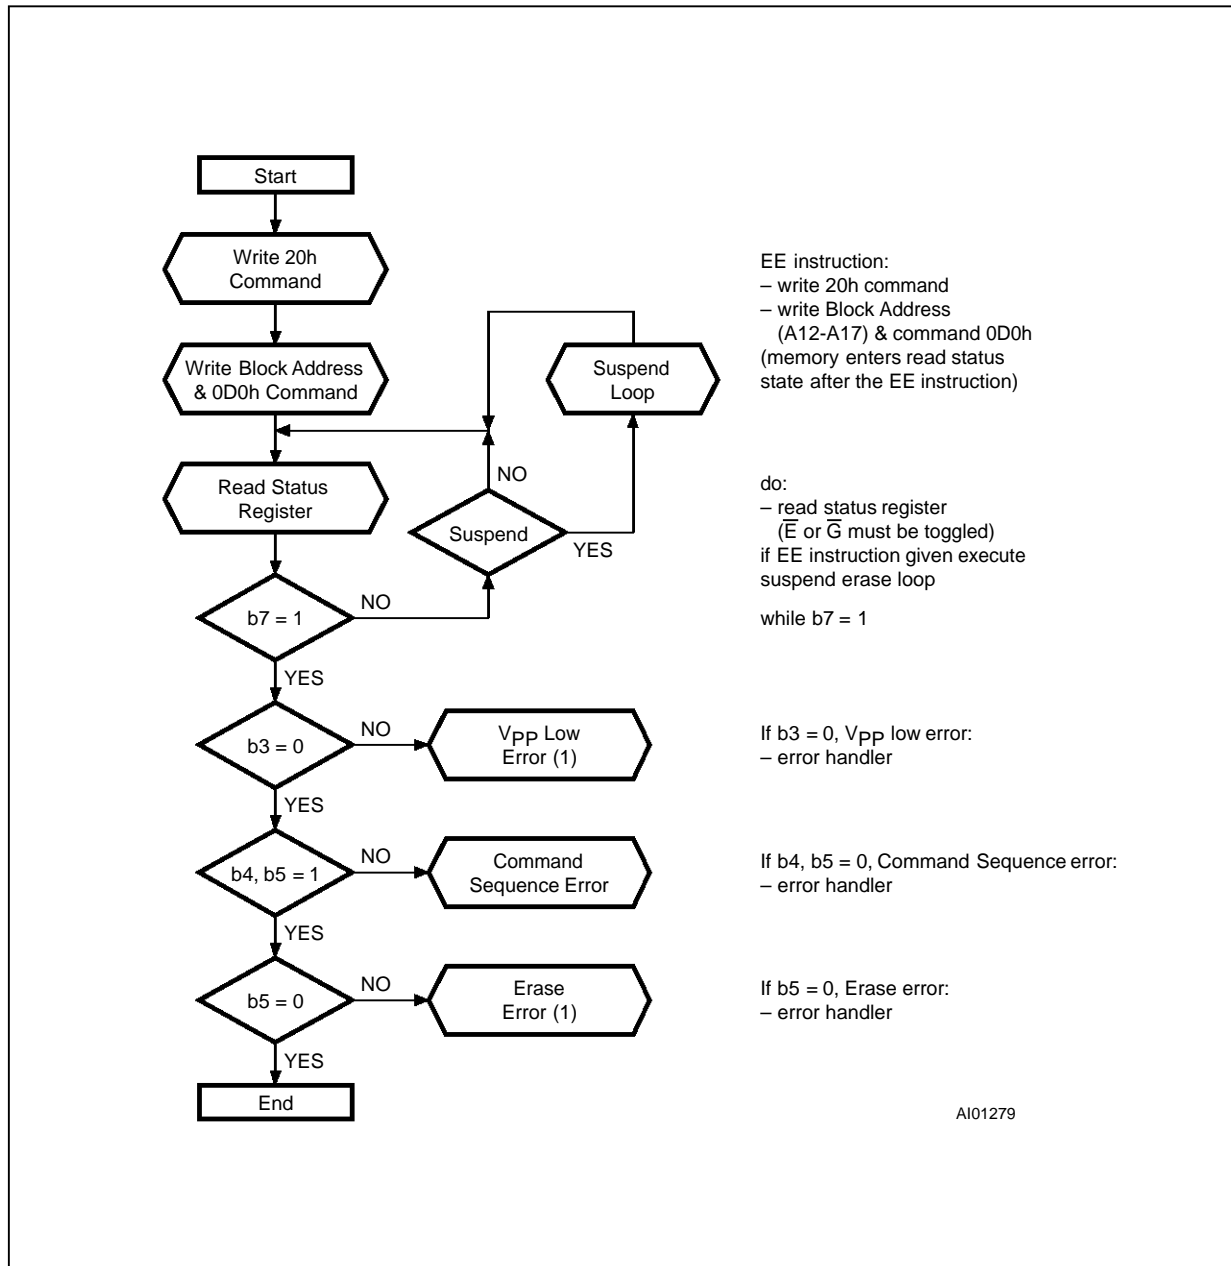 Start
Write 20h
Command
Write Block Address
& 0D0h Command
Read Status
Register
b7 = 1
NO
YES
Suspend
NO
YES
Suspend
Loop
b3 = 0
NO
YES
VPP Low
Error (1)
b4, b5 = 1
NO
YES
Command
Sequence Error
b5 = 0
NO
YES
Erase
Error (1)
End
EE instruction:
– write 20h command
– write Block Address
(A12-A17) & command 0D0h
(memory enters read status
state after the EE instruction)
do:
– read status register
(E̅ or G̅ must be toggled)
if EE instruction given execute
suspend erase loop
while b7 = 1
If b3 = 0, VPP low error:
– error handler
If b4, b5 = 0, Command Sequence error:
– error handler
If b5 = 0, Erase error:
– error handler
AI01279